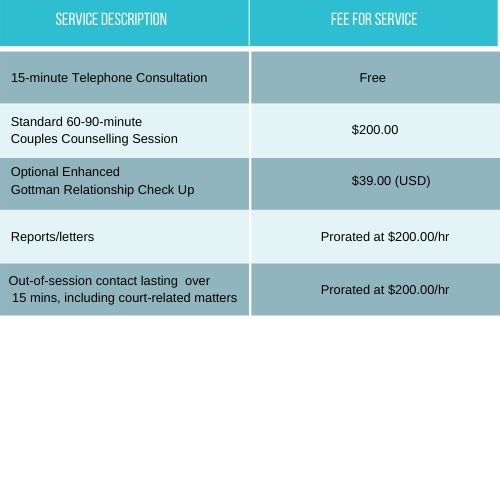 SERVICE DESCRIPTION FEE FOR SERVICE
15-minute Telephone Consultation Free
Standard 60-90-minute
Couples Counselling Session $200.00
Optional Enhanced
Gottman Relationship Check Up $39.00 (USD)
Reports/letters Prorated at $200.00/hr
Out-of-session contact lasting over
15 mins, including court-related matters Prorated at $200.00/hr